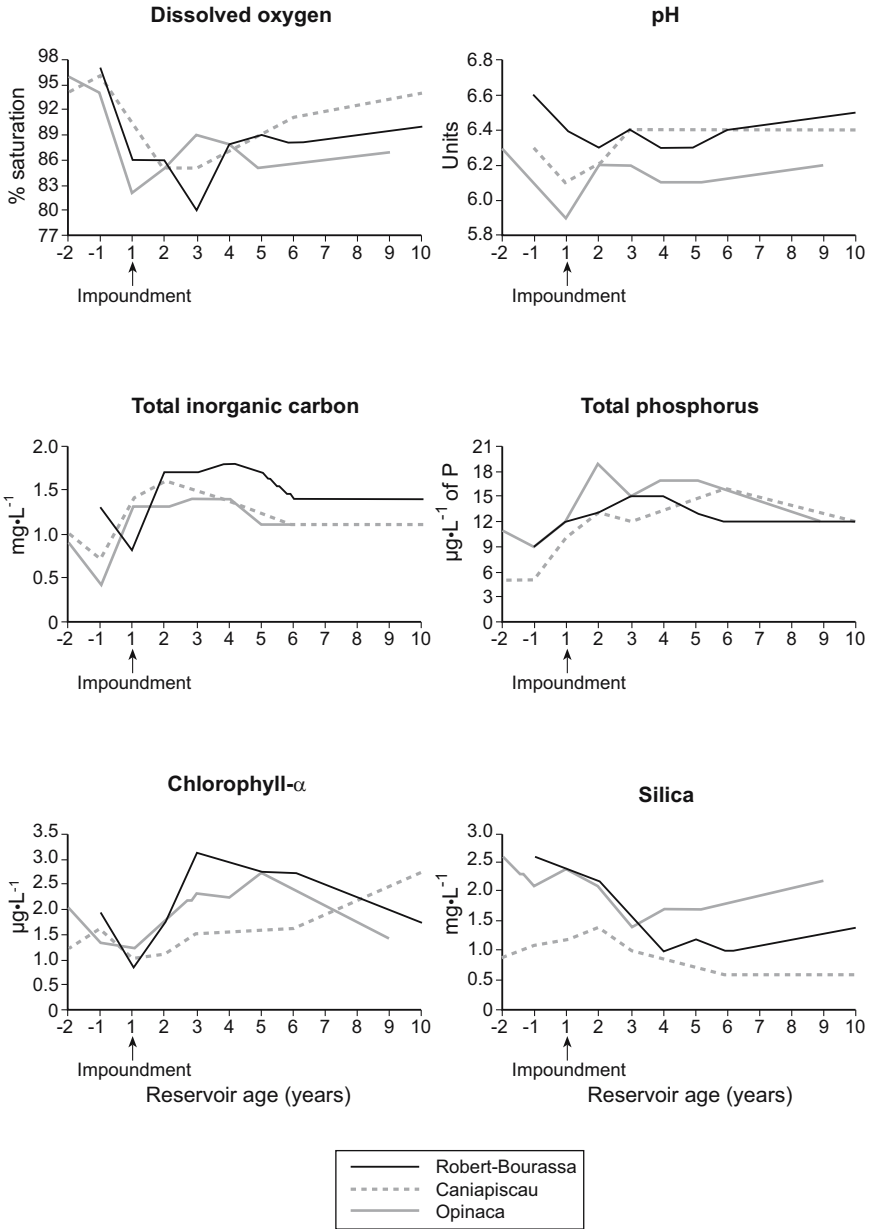 Dissolved oxygen
% saturation
98
95
92
89
86
83
80
77
-2 -1 1 2 3 4 5 6 7 8 9 10
Impoundment
pH
Units
6.8
6.6
6.4
6.2
6.0
5.8
-2 -1 1 2 3 4 5 6 7 8 9 10
Impoundment
Total inorganic carbon
mg•L⁻¹
2.0
1.5
1.0
0.5
0
-2 -1 1 2 3 4 5 6 7 8 9 10
Impoundment
Total phosphorus
µg•L⁻¹ of P
21
18
15
12
9
6
3
0
-2 -1 1 2 3 4 5 6 7 8 9 10
Impoundment
Chlorophyll-α
µg•L⁻¹
3.5
3.0
2.5
2.0
1.5
1.0
0.5
0
-2 -1 1 2 3 4 5 6 7 8 9 10
Impoundment
Reservoir age (years)
Silica
mg•L⁻¹
3.0
2.5
2.0
1.5
1.0
0.5
0
-2 -1 1 2 3 4 5 6 7 8 9 10
Impoundment
Reservoir age (years)
Robert-Bourassa
Caniapiscau
Opinaca